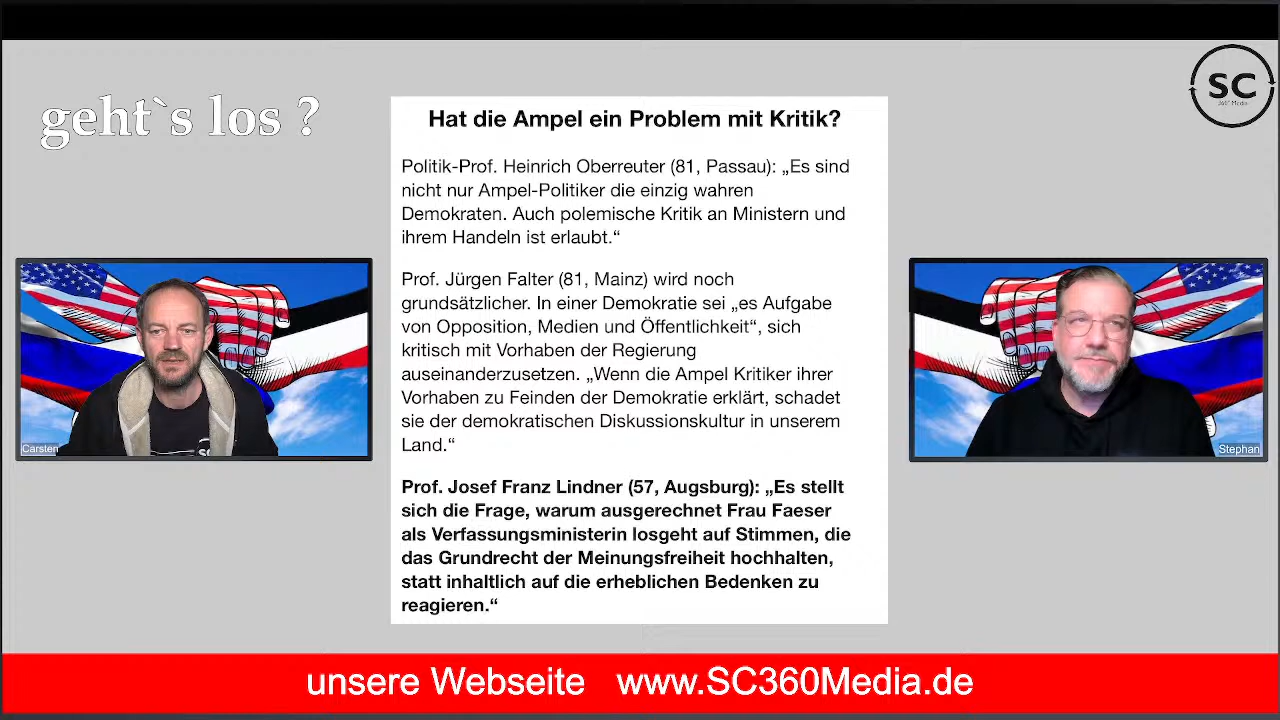 geht`s los ?
SC
360° Media
Hat die Ampel ein Problem mit Kritik?
Politik-Prof. Heinrich Oberreuter (81, Passau): „Es sind
nicht nur Ampel-Politiker die einzig wahren
Demokraten. Auch polemische Kritik an Ministern und
ihrem Handeln ist erlaubt.“
Prof. Jürgen Falter (81, Mainz) wird noch
grundsätzlicher. In einer Demokratie sei „es Aufgabe
von Opposition, Medien und Öffentlichkeit“, sich
kritisch mit Vorhaben der Regierung
auseinanderzusetzen. „Wenn die Ampel Kritiker ihrer
Vorhaben zu Feinden der Demokratie erklärt, schadet
sie der demokratischen Diskussionskultur in unserem
Land.“
Prof. Josef Franz Lindner (57, Augsburg): „Es stellt
sich die Frage, warum ausgerechnet Frau Faeser
als Verfassungsministerin losgeht auf Stimmen, die
das Grundrecht der Meinungsfreiheit hochhalten,
statt inhaltlich auf die erheblichen Bedenken zu
reagieren.“
Carsten
Stephan
unsere Webseite www.SC360Media.de